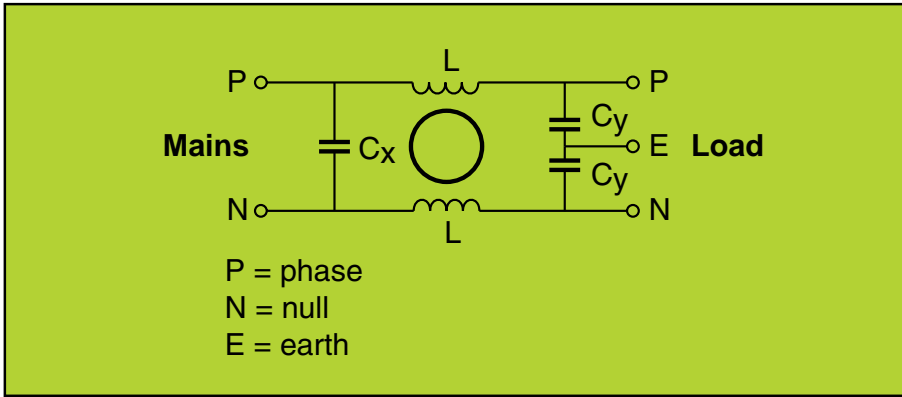 L
P P
Cy
Mains Cx E Load
Cy
N N
L
P = phase
N = null
E = earth